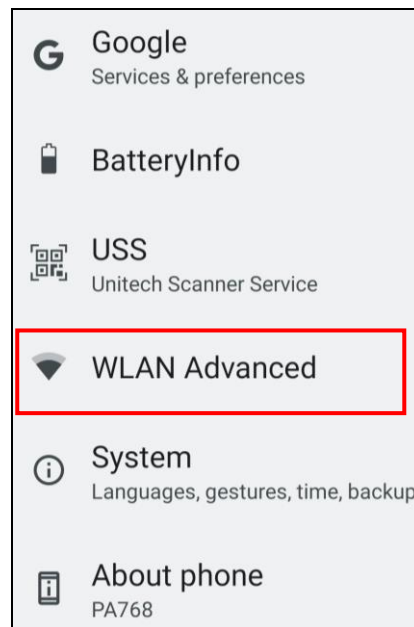 Google
Services & preferences
BatteryInfo
USS
Unitech Scanner Service
WLAN Advanced
System
Languages, gestures, time, backup
About phone
PA768